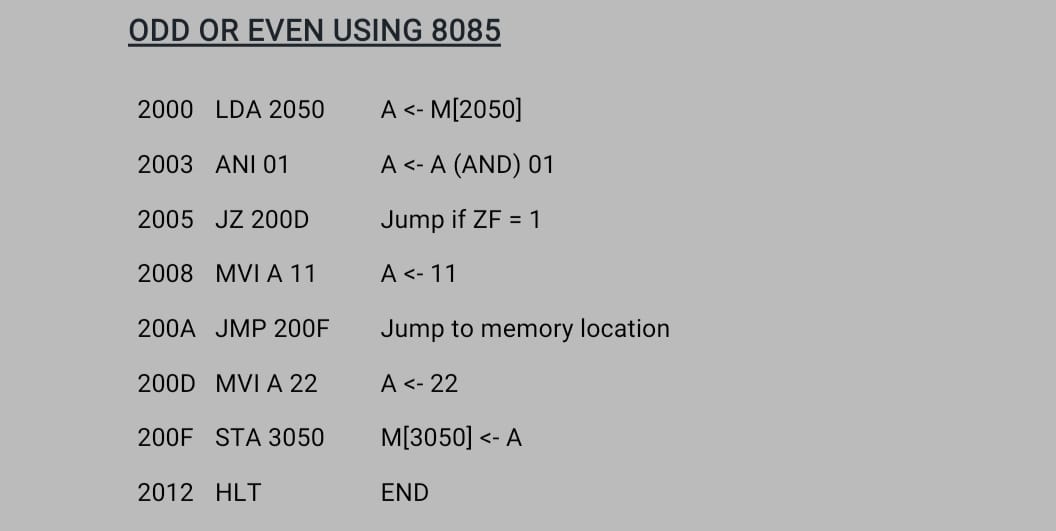 ODD OR EVEN USING 8085
2000 LDA 2050 A <- M[2050]
2003 ANI 01 A <- A (AND) 01
2005 JZ 200D Jump if ZF = 1
2008 MVI A 11 A <- 11
200A JMP 200F Jump to memory location
200D MVI A 22 A <- 22
200F STA 3050 M[3050] <- A
2012 HLT END